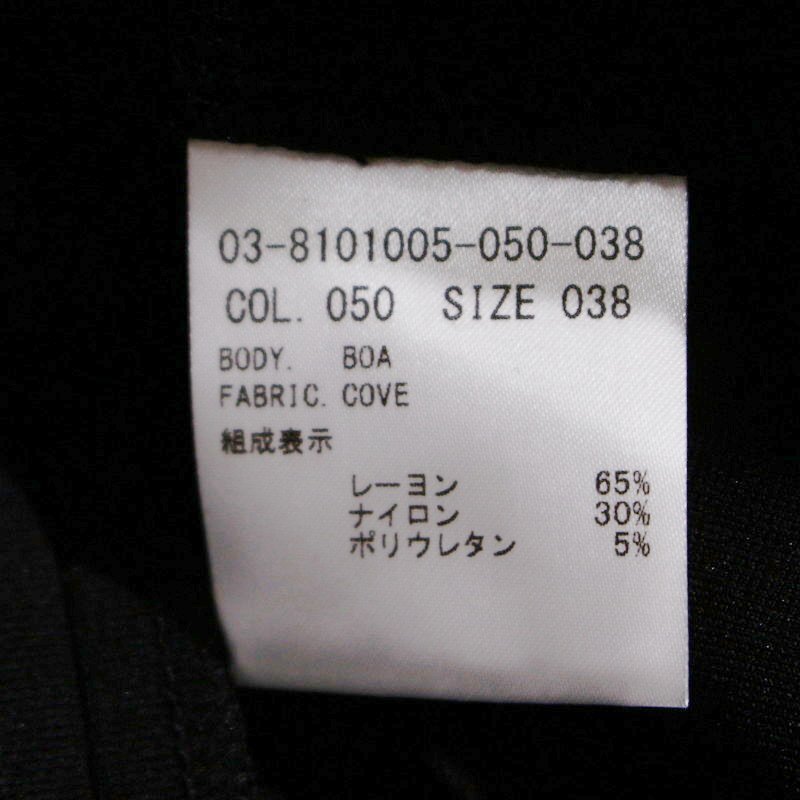 03-8101005-050-038
COL. 050 SIZE 038
BODY. BOA
FABRIC. COVE
組成表示
レーヨン 65%
ナイロン 30%
ポリウレタン 5%